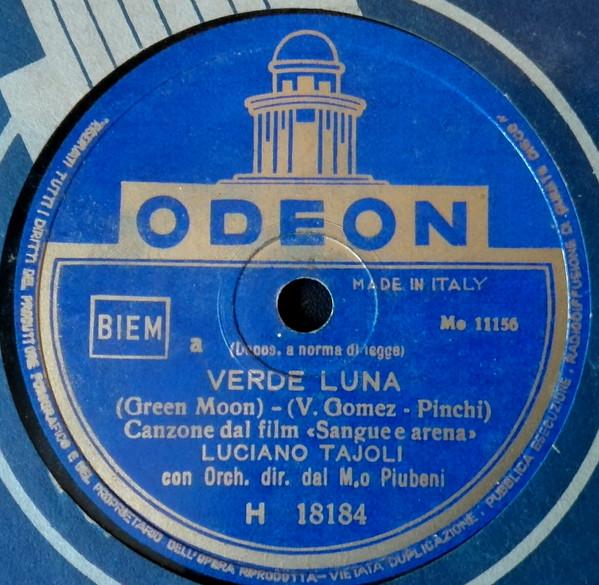 ODEON
MADE IN ITALY
BIEM
Mo 11156
a
(Depos. a norma di legge)
VERDE LUNA
(Green Moon) - (V. Gomez - Pinchi)
Canzone dal film «Sangue e arena»
LUCIANO TAJOLI
con Orch. dir. dal M.o Piubeni
H 18184
RISERVATI TUTTI I DIRITTI DEL PRODUTTORE FONOGRAFICO E DEL PROPRIETARIO DELL'OPERA RIPRODOTTA - VIETATA DUPLICAZIONE - PUBBLICA ESECUZIONE - RADIODIFFUSIONE DI QUESTO DISCO